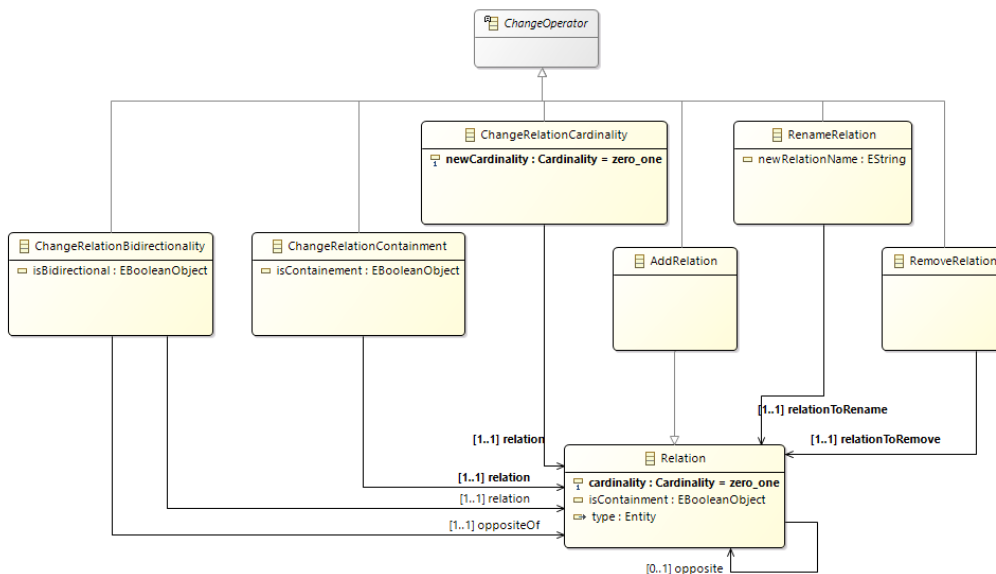 ChangeOperator
ChangeRelationCardinality
newCardinality : Cardinality = zero_one
RenameRelation
newRelationName : EString
ChangeRelationBidirectionality
isBidirectional : EBooleanObject
ChangeRelationContainment
isContainement : EBooleanObject
AddRelation
RemoveRelation
[1..1] relationToRename
[1..1] relation
[1..1] relationToRemove
[1..1] relation
[1..1] relation
[1..1] oppositeOf
Relation
cardinality : Cardinality = zero_one
isContainment : EBooleanObject
type : Entity
[0..1] opposite